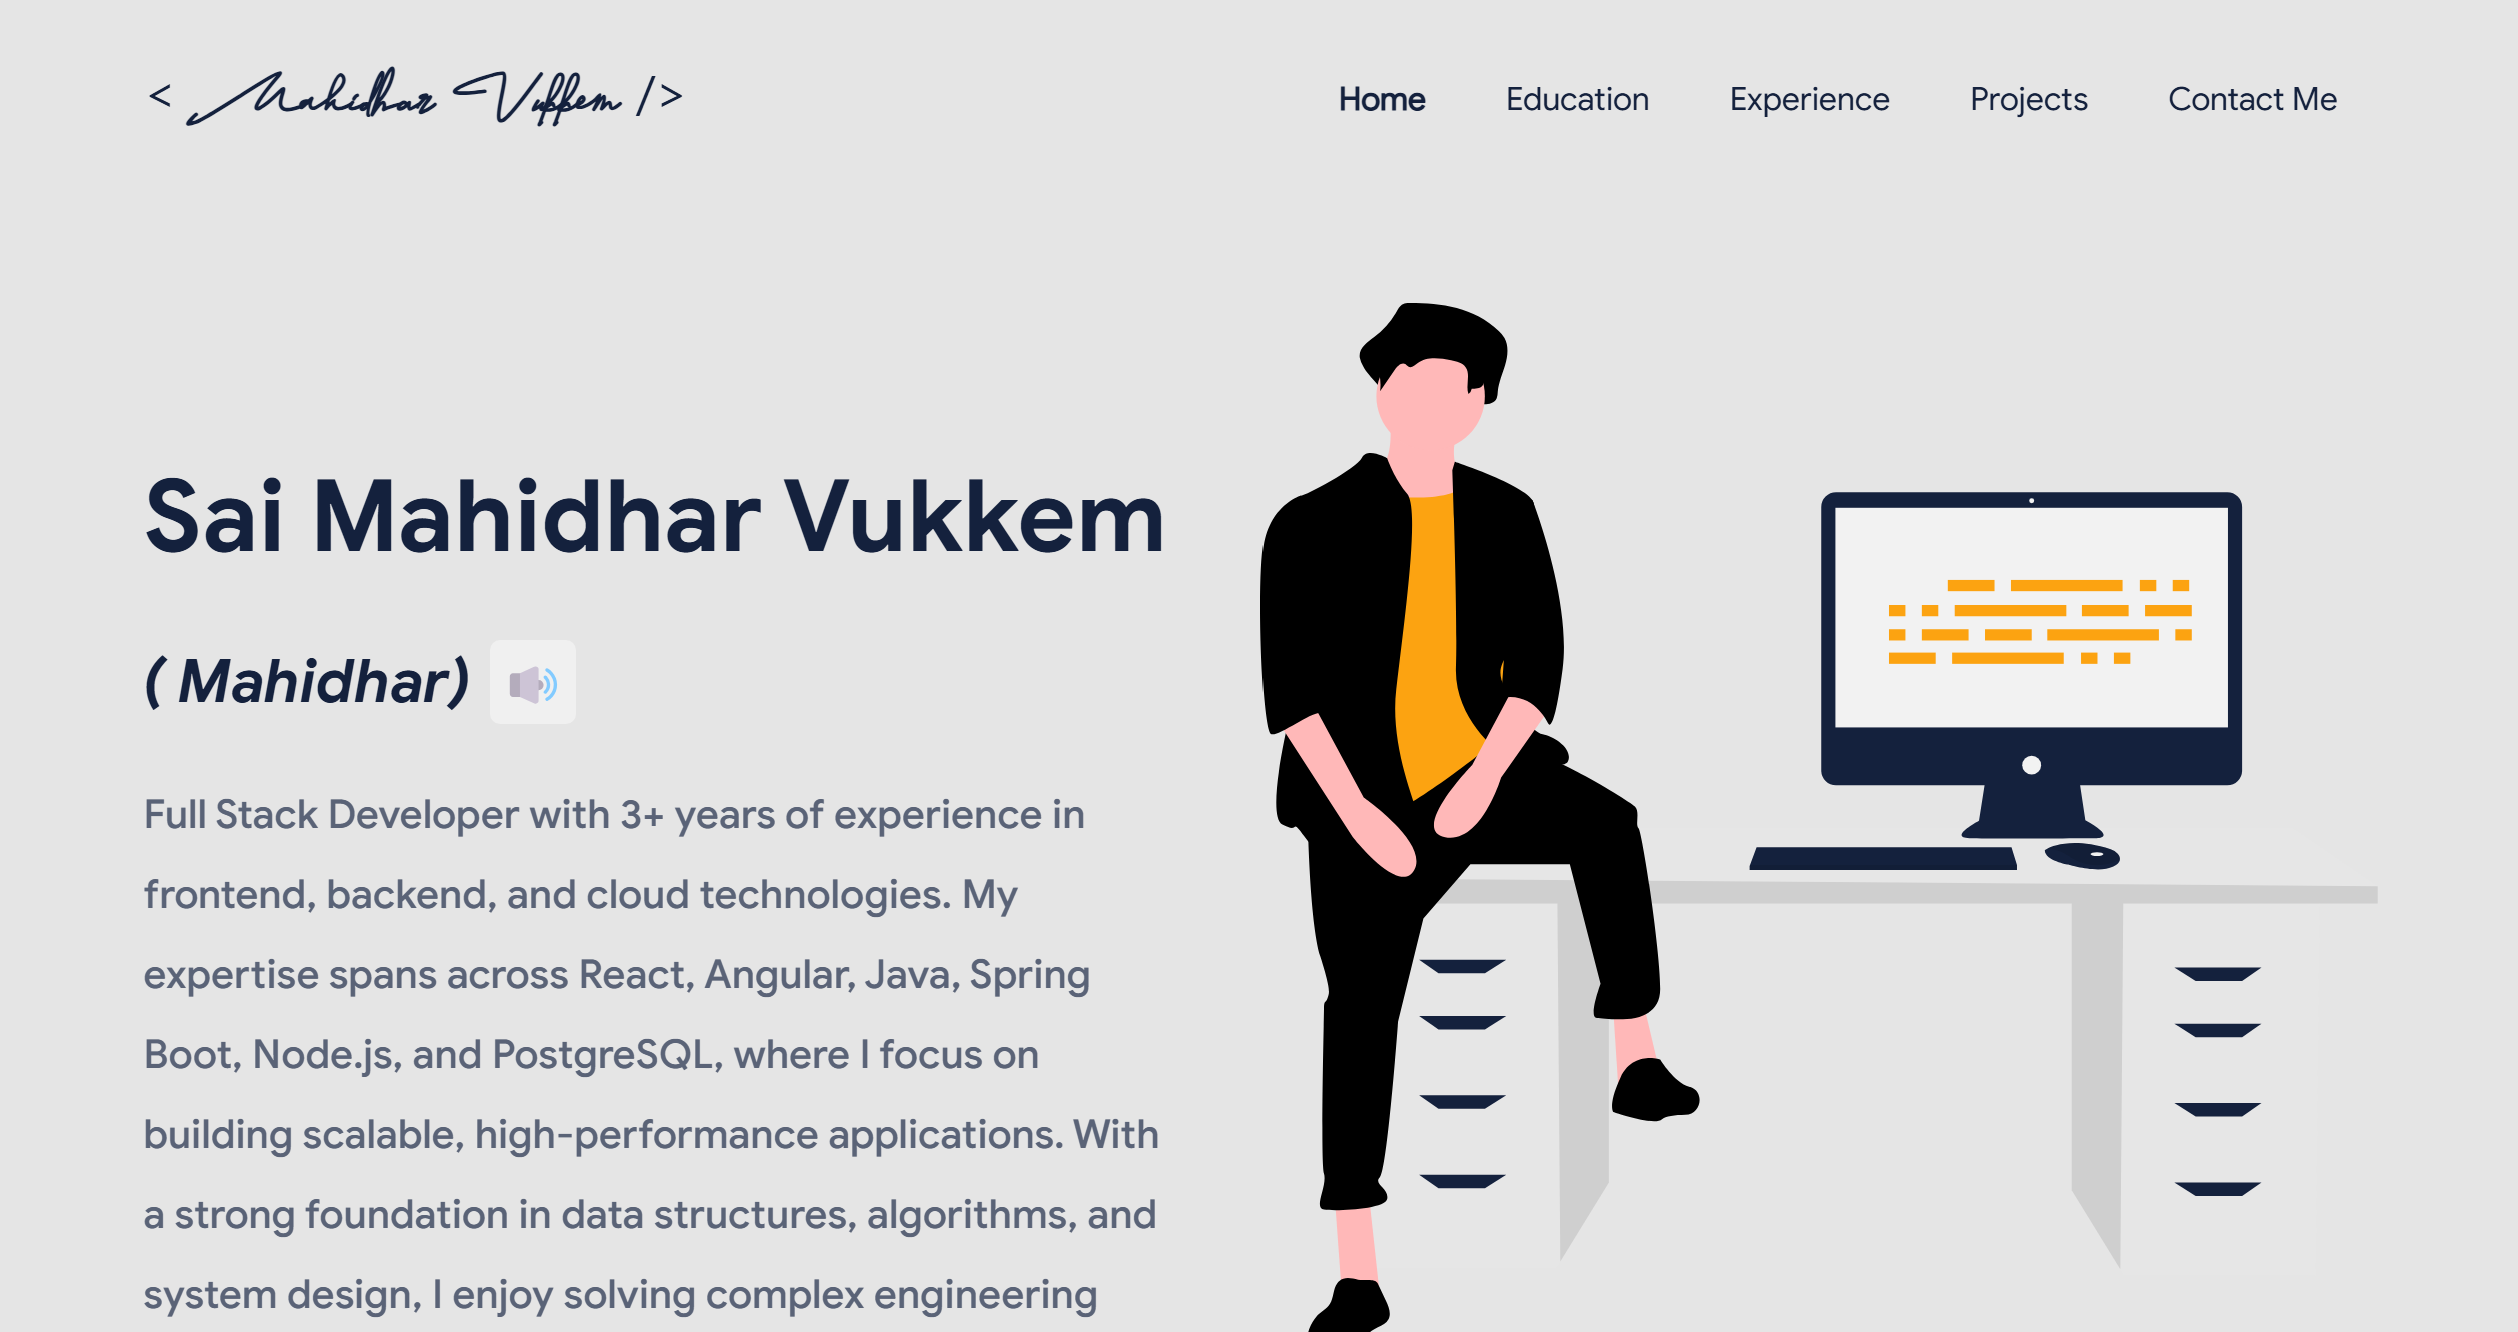 < Mahidhar Vukkem />
Home Education Experience Projects Contact Me
Sai Mahidhar Vukkem
( Mahidhar)
Full Stack Developer with 3+ years of experience in
frontend, backend, and cloud technologies. My
expertise spans across React, Angular, Java, Spring
Boot, Node.js, and PostgreSQL, where I focus on
building scalable, high-performance applications. With
a strong foundation in data structures, algorithms, and
system design, I enjoy solving complex engineering